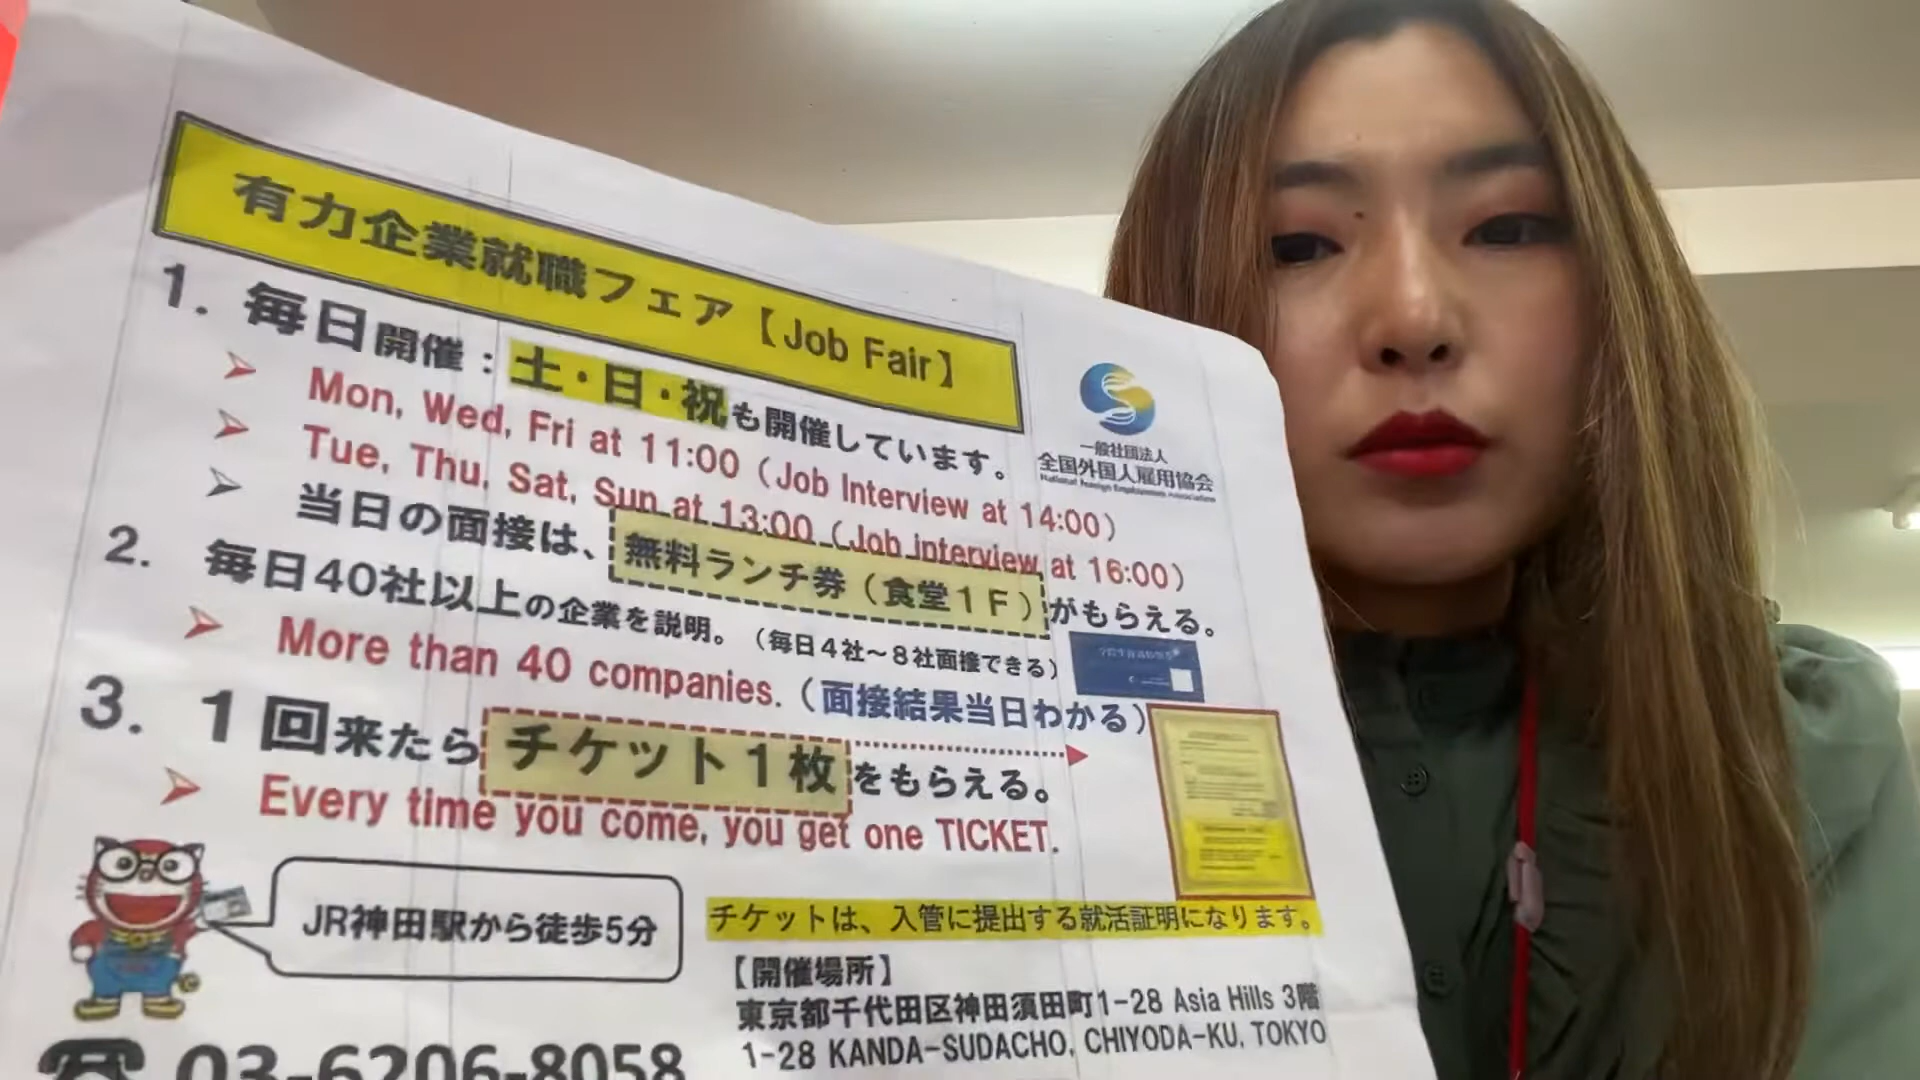 有力企業就職フェア【Job Fair】
1. 毎日開催:土・日・祝も開催しています。
Mon, Wed, Fri at 11:00 (Job Interview at 14:00)
Tue, Thu, Sat, Sun at 13:00 (Job interview at 16:00)
当日の面接は、無料ランチ券(食堂1F)がもらえる。
一般社団法人
全国外国人雇用協会
National Foreign Employment Association
2. 毎日40社以上の企業を説明。(毎日4社~8社面接できる)
More than 40 companies.(面接結果当日わかる)
3. 1回来たらチケット1枚をもらえる。
Every time you come, you get one TICKET.
JR神田駅から徒歩5分
チケットは、入管に提出する就活証明になります。
【開催場所】
東京都千代田区神田須田町1-28 Asia Hills 3階
1-28 KANDA-SUDACHO, CHIYODA-KU, TOKYO
03-6206-8058